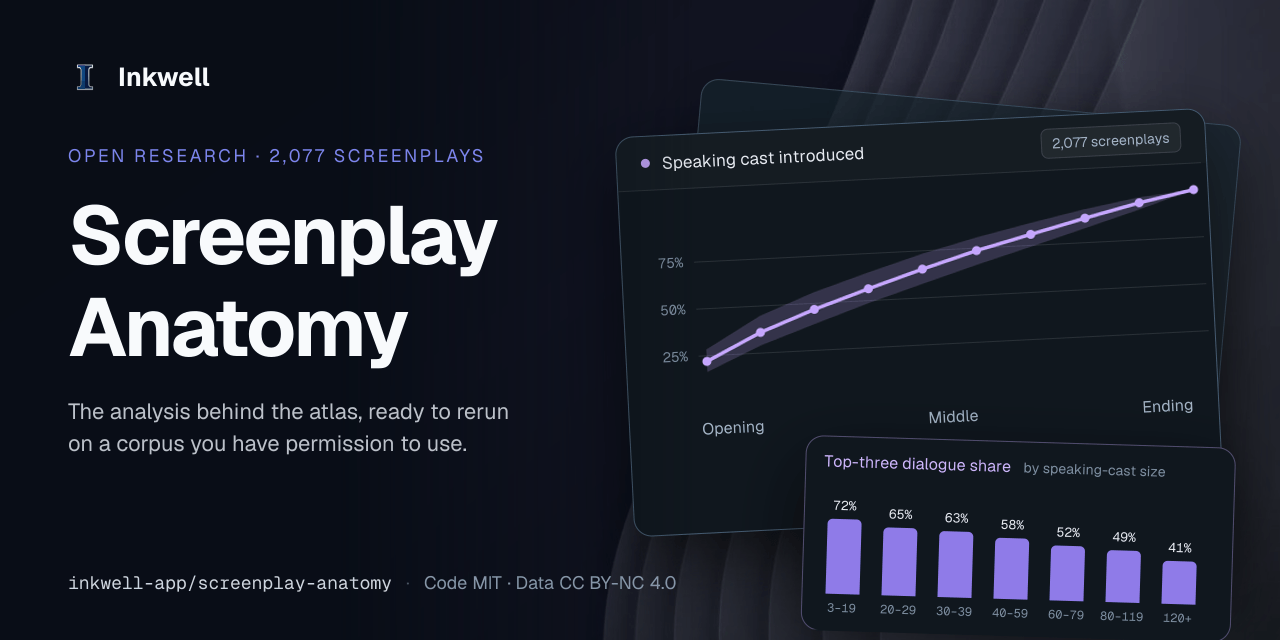 Inkwell
OPEN RESEARCH · 2,077 SCREENPLAYS
Screenplay
Anatomy
The analysis behind the atlas, ready to rerun
on a corpus you have permission to use.
inkwell-app/screenplay-anatomy · Code MIT · Data CC BY-NC 4.0
Speaking cast introduced
2,077 screenplays
75%
50%
25%
Opening Middle Ending
Top-three dialogue share by speaking-cast size
72% 65% 63% 58% 52% 49% 41%
3–19 20–29 30–39 40–59 60–79 80–119 120+